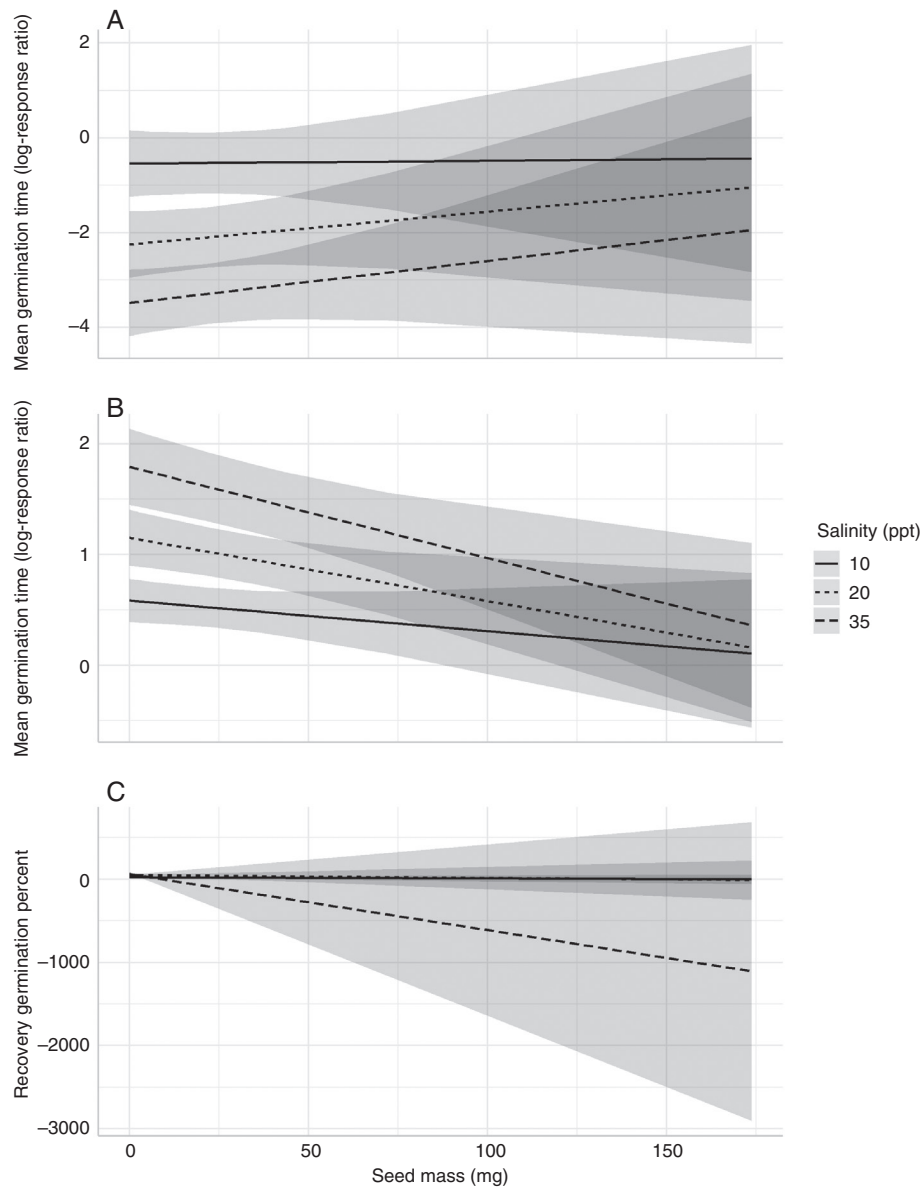 A
Mean germination time (log-response ratio)
2
0
−2
−4
B
Mean germination time (log-response ratio)
2
1
0
Salinity (ppt)
10
20
35
C
Recovery germination percent
0
−1000
−2000
−3000
0 50 100 150
Seed mass (mg)